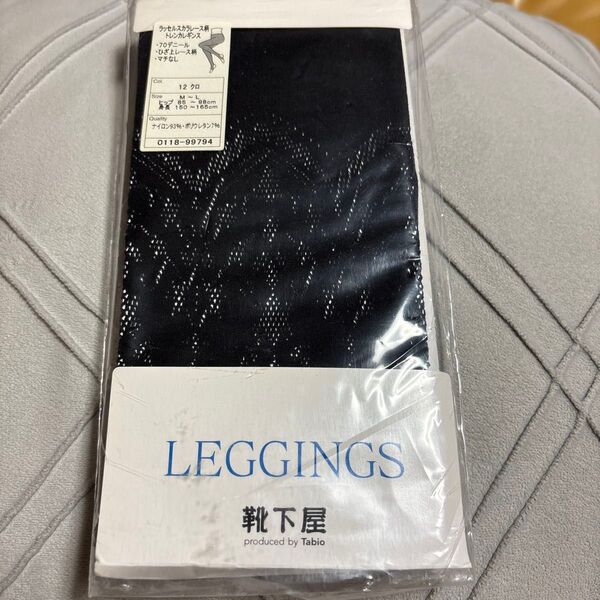 ラッセルスカラレース柄
トレンカレギンス
・70デニール
・ひざ上レース柄
・マチなし
Col.
12 クロ
Size
M ～ L
ヒップ 85 ～ 98cm
身長 150 ～ 165cm
Quality
ナイロン93%・ポリウレタン7%
0118-99794
LEGGINGS
靴下屋
produced by Tabio